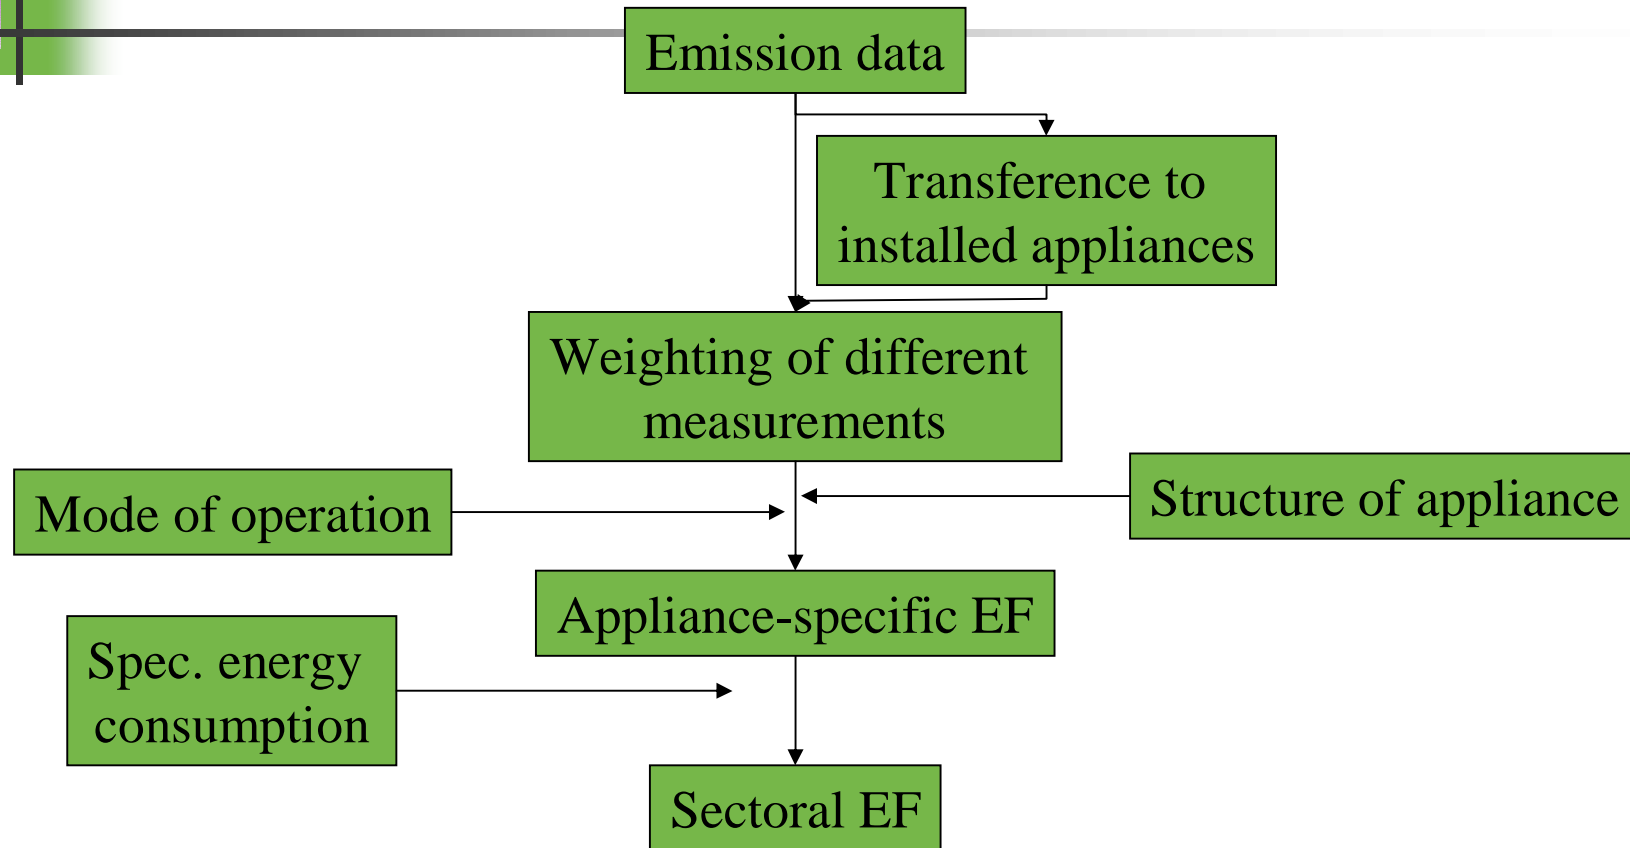 Emission data
Transference to
installed appliances
Weighting of different
measurements
Mode of operation
Structure of appliance
Appliance-specific EF
Spec. energy
consumption
Sectoral EF